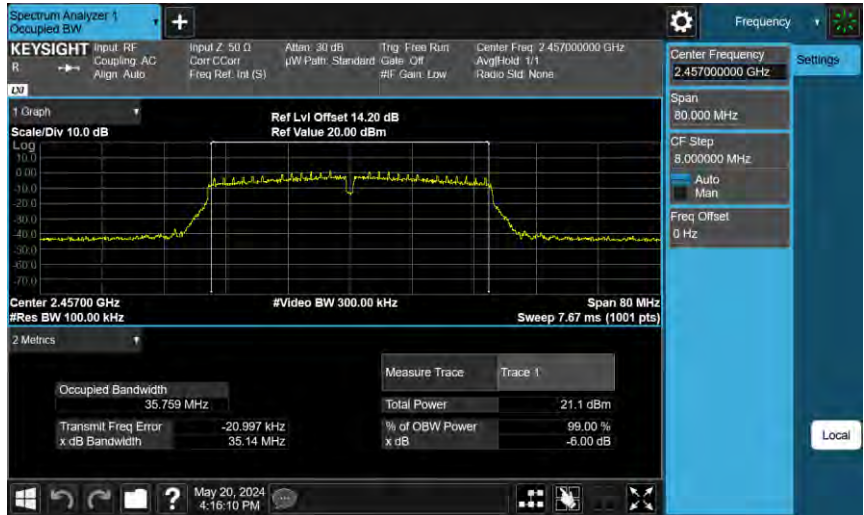 Spectrum Analyzer 1
Occupied BW
+
Frequency
KEYSIGHT
R
LXI
Input: RF
Coupling: AC
Align: Auto
Input Z: 50 Ω
Corr CCorr
Freq Ref: Int (S)
Atten: 30 dB
µW Path: Standard
Trig: Free Run
Gate: Off
#IF Gain: Low
Center Freq: 2.457000000 GHz
Avg|Hold: 1/1
Radio Std: None
Center Frequency
2.457000000 GHz
Settings
Span
80.000 MHz
CF Step
8.000000 MHz
Auto
Man
Freq Offset
0 Hz
1 Graph
Scale/Div 10.0 dB
Ref Lvl Offset 14.20 dB
Ref Value 20.00 dBm
Log
10.0
0.00
-10.0
-20.0
-30.0
-40.0
-50.0
-60.0
-70.0
Center 2.45700 GHz
#Video BW 300.00 kHz
Span 80 MHz
#Res BW 100.00 kHz
Sweep 7.67 ms (1001 pts)
2 Metrics
Measure Trace
Trace 1
Occupied Bandwidth
35.759 MHz
Total Power
21.1 dBm
Transmit Freq Error
-20.997 kHz
% of OBW Power
99.00 %
x dB Bandwidth
35.14 MHz
x dB
-6.00 dB
Local
?
May 20, 2024
4:16:10 PM